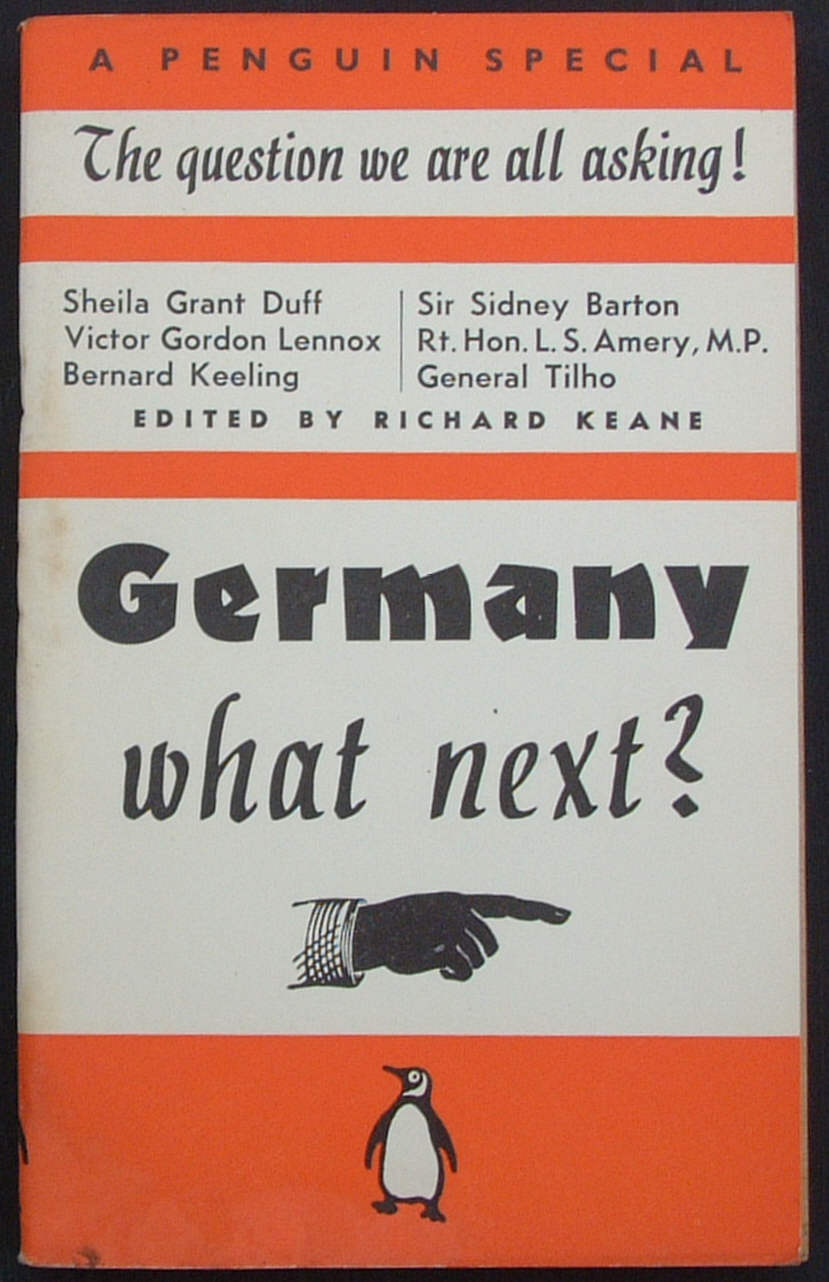 A PENGUIN SPECIAL
The question we are all asking!
Sheila Grant Duff
Victor Gordon Lennox
Bernard Keeling
Sir Sidney Barton
Rt. Hon. L. S. Amery, M.P.
General Tilho
EDITED BY RICHARD KEANE
Germany
what next?